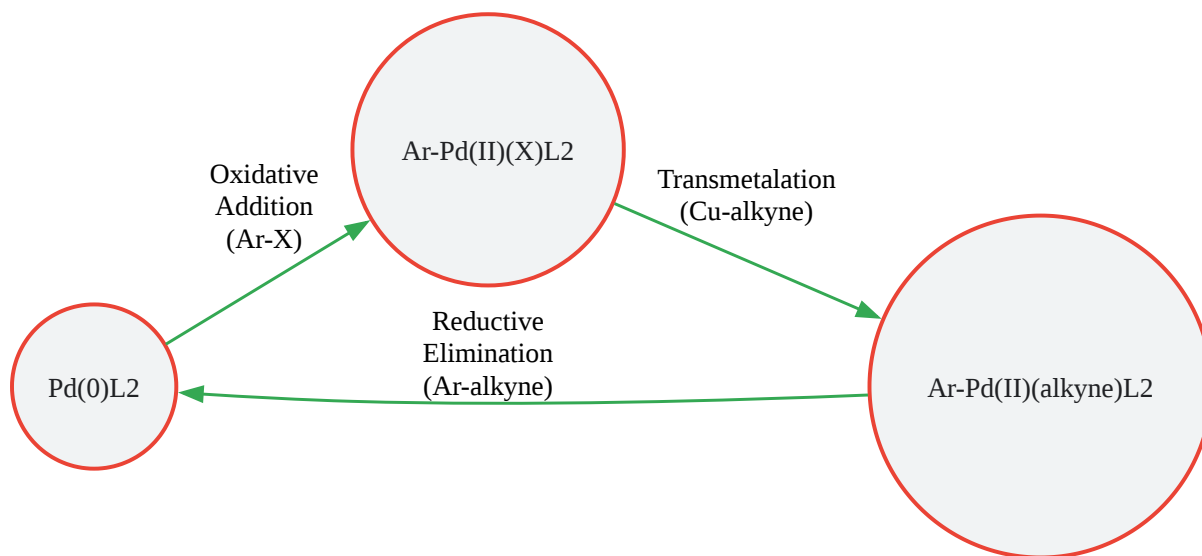 Ar-Pd(II)(X)L2
Oxidative
Addition
(Ar-X)
Transmetalation
(Cu-alkyne)
Reductive
Elimination
(Ar-alkyne)
Pd(0)L2
Ar-Pd(II)(alkyne)L2